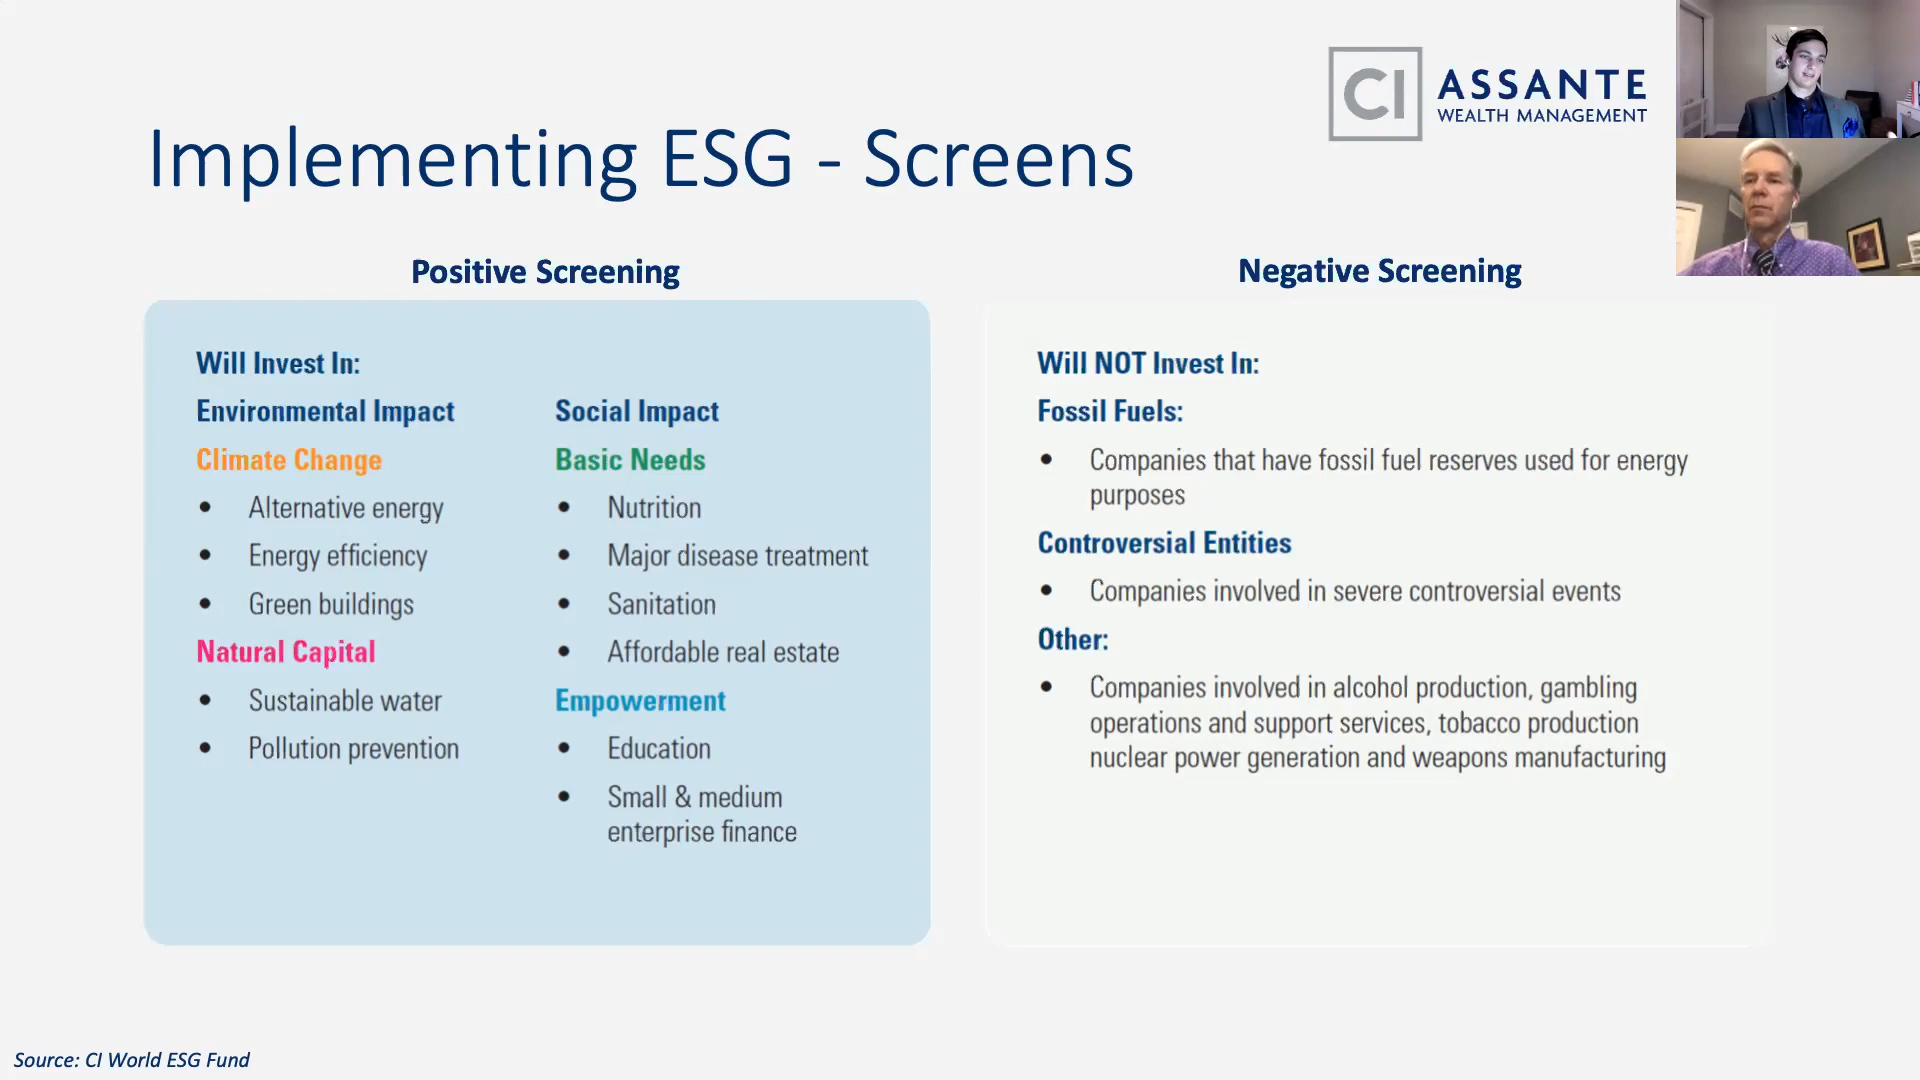 CI ASSANTE
WEALTH MANAGEMENT
Implementing ESG - Screens
Positive Screening
Will Invest In:
Environmental Impact
Climate Change
• Alternative energy
• Energy efficiency
• Green buildings
Natural Capital
• Sustainable water
• Pollution prevention
Social Impact
Basic Needs
• Nutrition
• Major disease treatment
• Sanitation
• Affordable real estate
Empowerment
• Education
• Small & medium
enterprise finance
Negative Screening
Will NOT Invest In:
Fossil Fuels:
• Companies that have fossil fuel reserves used for energy
purposes
Controversial Entities
• Companies involved in severe controversial events
Other:
• Companies involved in alcohol production, gambling
operations and support services, tobacco production
nuclear power generation and weapons manufacturing
Source: CI World ESG Fund